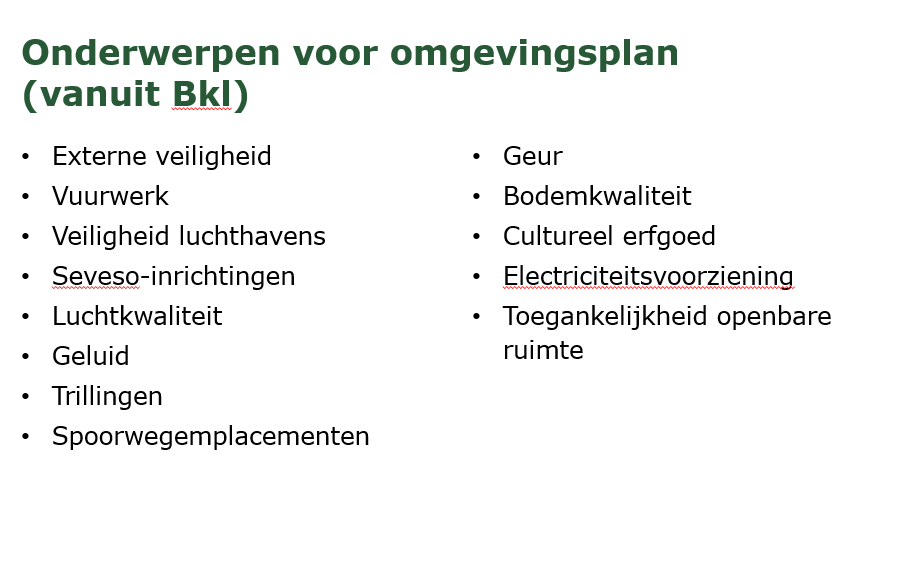 Onderwerpen voor omgevingsplan
(vanuit Bkl)
• Externe veiligheid
• Vuurwerk
• Veiligheid luchthavens
• Seveso-inrichtingen
• Luchtkwaliteit
• Geluid
• Trillingen
• Spoorwegemplacementen
• Geur
• Bodemkwaliteit
• Cultureel erfgoed
• Electriciteitsvoorziening
• Toegankelijkheid openbare
ruimte